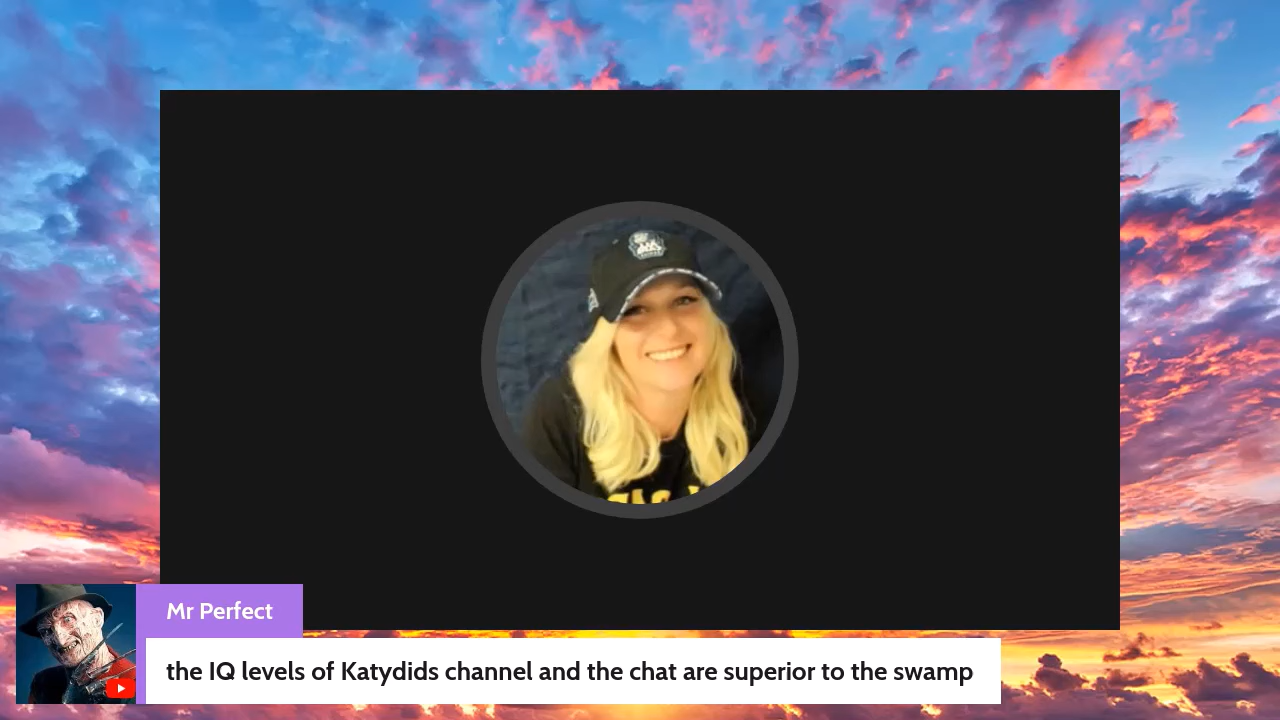 Mr Perfect
the IQ levels of Katydids channel and the chat are superior to the swamp